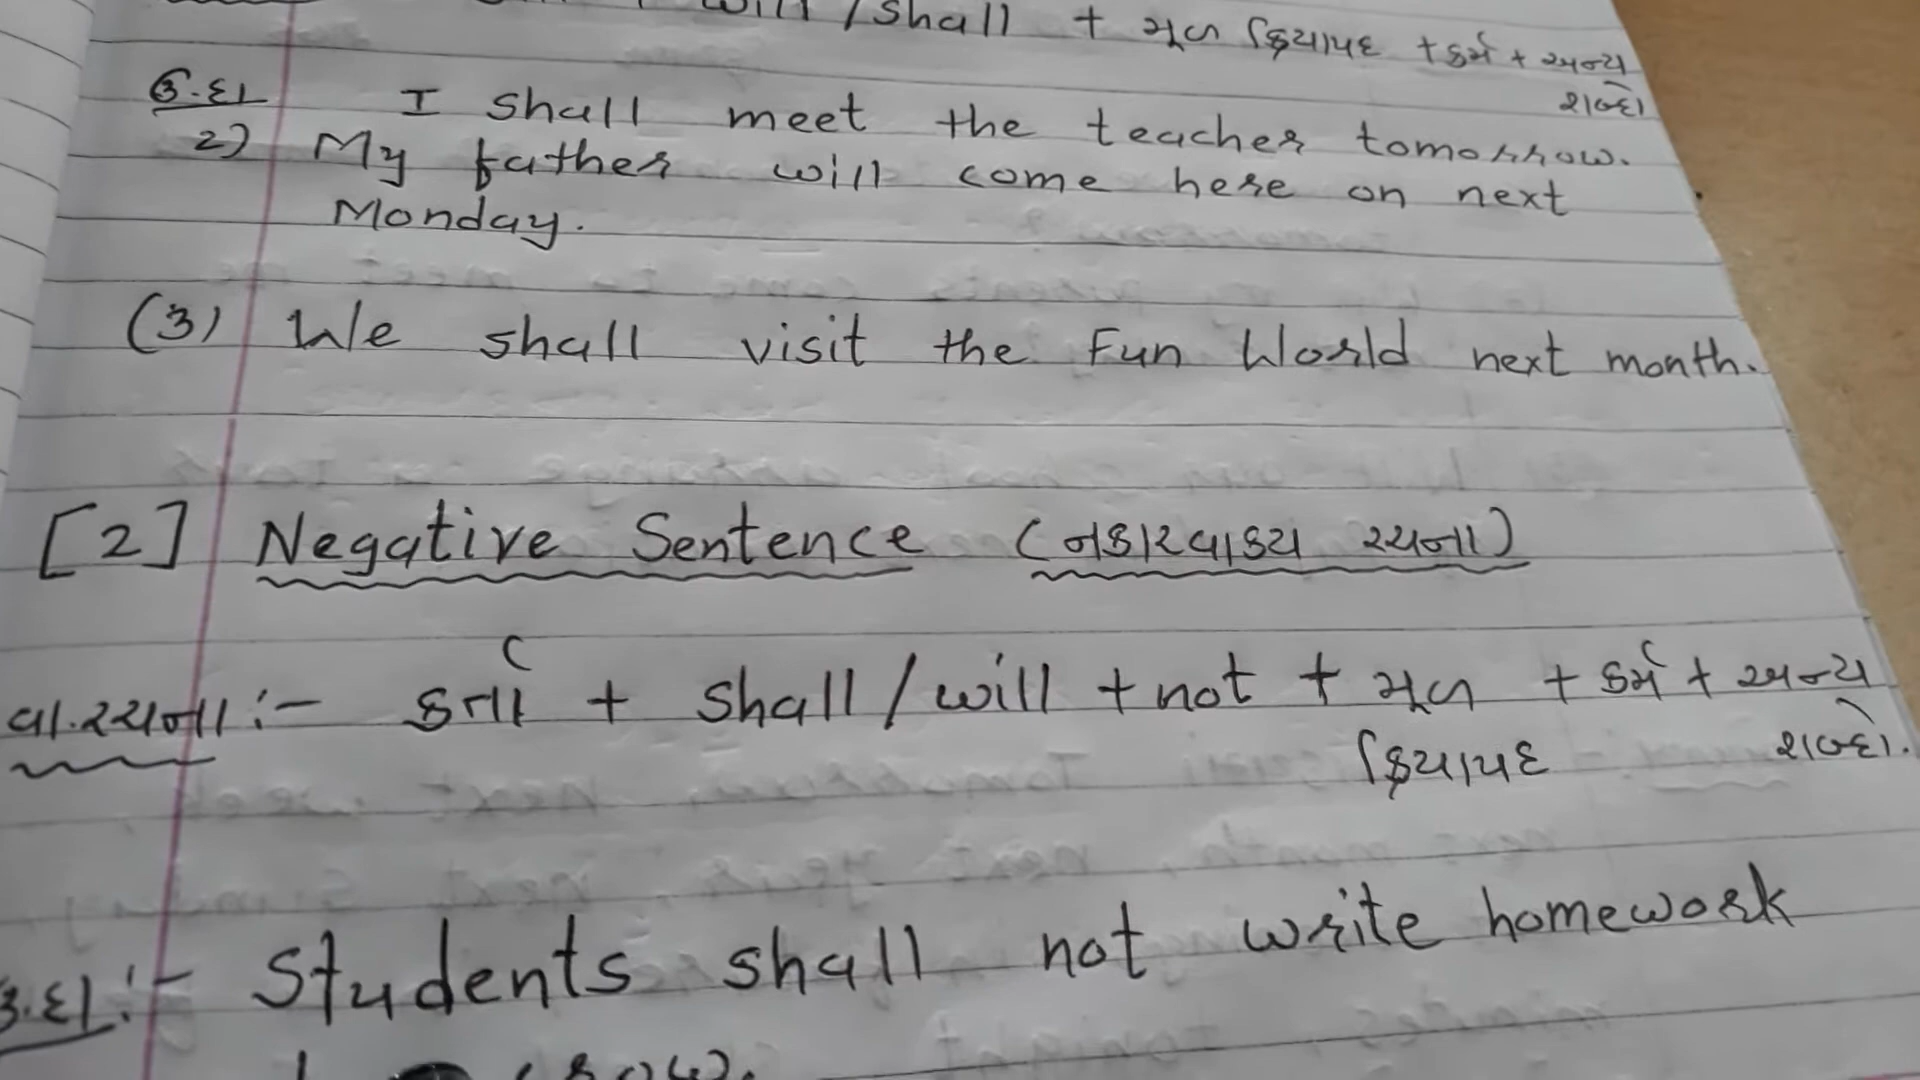 will / shall + મૂળ ક્રિયાપદ + કર્મ + અન્ય
શબ્દો
ઉ.દા I shall meet the teacher tomorrow.
2) My father will come here on next
Monday.
(3) We shall visit the Fun World next month.
[2] Negative Sentence (નકારવાકય રચના)
વા.રચના :- કર્તા + shall / will + not + મૂળ + કર્મ + અન્ય
ક્રિયાપદ શબ્દો.
ઉ.દા :- Students shall not write homework